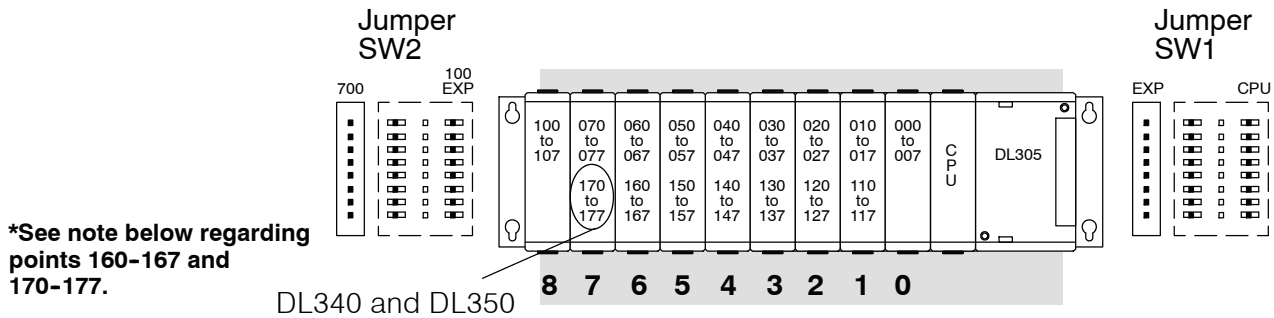 Jumper
SW2
Jumper
SW1
700
100
EXP
EXP
CPU
100
to
107
070
to
077
060
to
067
050
to
057
040
to
047
030
to
037
020
to
027
010
to
017
000
to
007
C
P
U
DL305
170
to
177
160
to
167
150
to
157
140
to
147
130
to
137
120
to
127
110
to
117
*See note below regarding
points 160-167 and
170-177.
8 7 6 5 4 3 2 1 0
DL340 and DL350